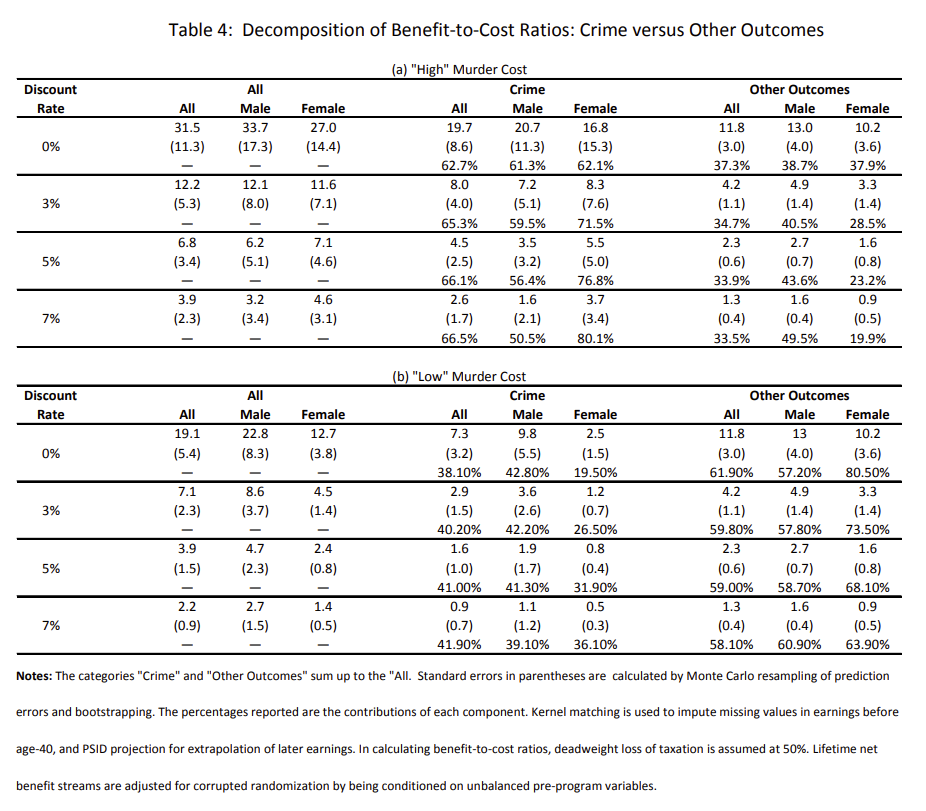 Table 4: Decomposition of Benefit-to-Cost Ratios: Crime versus Other Outcomes
(a) "High" Murder Cost
Discount All Crime Other Outcomes
Rate All Male Female All Male Female All Male Female
31.5 33.7 27.0 19.7 20.7 16.8 11.8 13.0 10.2
0% (11.3) (17.3) (14.4) (8.6) (11.3) (15.3) (3.0) (4.0) (3.6)
— — — 62.7% 61.3% 62.1% 37.3% 38.7% 37.9%
12.2 12.1 11.6 8.0 7.2 8.3 4.2 4.9 3.3
3% (5.3) (8.0) (7.1) (4.0) (5.1) (7.6) (1.1) (1.4) (1.4)
— — — 65.3% 59.5% 71.5% 34.7% 40.5% 28.5%
6.8 6.2 7.1 4.5 3.5 5.5 2.3 2.7 1.6
5% (3.4) (5.1) (4.6) (2.5) (3.2) (5.0) (0.6) (0.7) (0.8)
— — — 66.1% 56.4% 76.8% 33.9% 43.6% 23.2%
3.9 3.2 4.6 2.6 1.6 3.7 1.3 1.6 0.9
7% (2.3) (3.4) (3.1) (1.7) (2.1) (3.4) (0.4) (0.4) (0.5)
— — — 66.5% 50.5% 80.1% 33.5% 49.5% 19.9%
(b) "Low" Murder Cost
Discount All Crime Other Outcomes
Rate All Male Female All Male Female All Male Female
19.1 22.8 12.7 7.3 9.8 2.5 11.8 13 10.2
0% (5.4) (8.3) (3.8) (3.2) (5.5) (1.5) (3.0) (4.0) (3.6)
— — — 38.10% 42.80% 19.50% 61.90% 57.20% 80.50%
7.1 8.6 4.5 2.9 3.6 1.2 4.2 4.9 3.3
3% (2.3) (3.7) (1.4) (1.5) (2.6) (0.7) (1.1) (1.4) (1.4)
— — — 40.20% 42.20% 26.50% 59.80% 57.80% 73.50%
3.9 4.7 2.4 1.6 1.9 0.8 2.3 2.7 1.6
5% (1.5) (2.3) (0.8) (1.0) (1.7) (0.4) (0.6) (0.7) (0.8)
— — — 41.00% 41.30% 31.90% 59.00% 58.70% 68.10%
2.2 2.7 1.4 0.9 1.1 0.5 1.3 1.6 0.9
7% (0.9) (1.5) (0.5) (0.7) (1.2) (0.3) (0.4) (0.4) (0.5)
— — — 41.90% 39.10% 36.10% 58.10% 60.90% 63.90%
Notes: The categories "Crime" and "Other Outcomes" sum up to the "All. Standard errors in parentheses are calculated by Monte Carlo resampling of prediction
errors and bootstrapping. The percentages reported are the contributions of each component. Kernel matching is used to impute missing values in earnings before
age-40, and PSID projection for extrapolation of later earnings. In calculating benefit-to-cost ratios, deadweight loss of taxation is assumed at 50%. Lifetime net
benefit streams are adjusted for corrupted randomization by being conditioned on unbalanced pre-program variables.